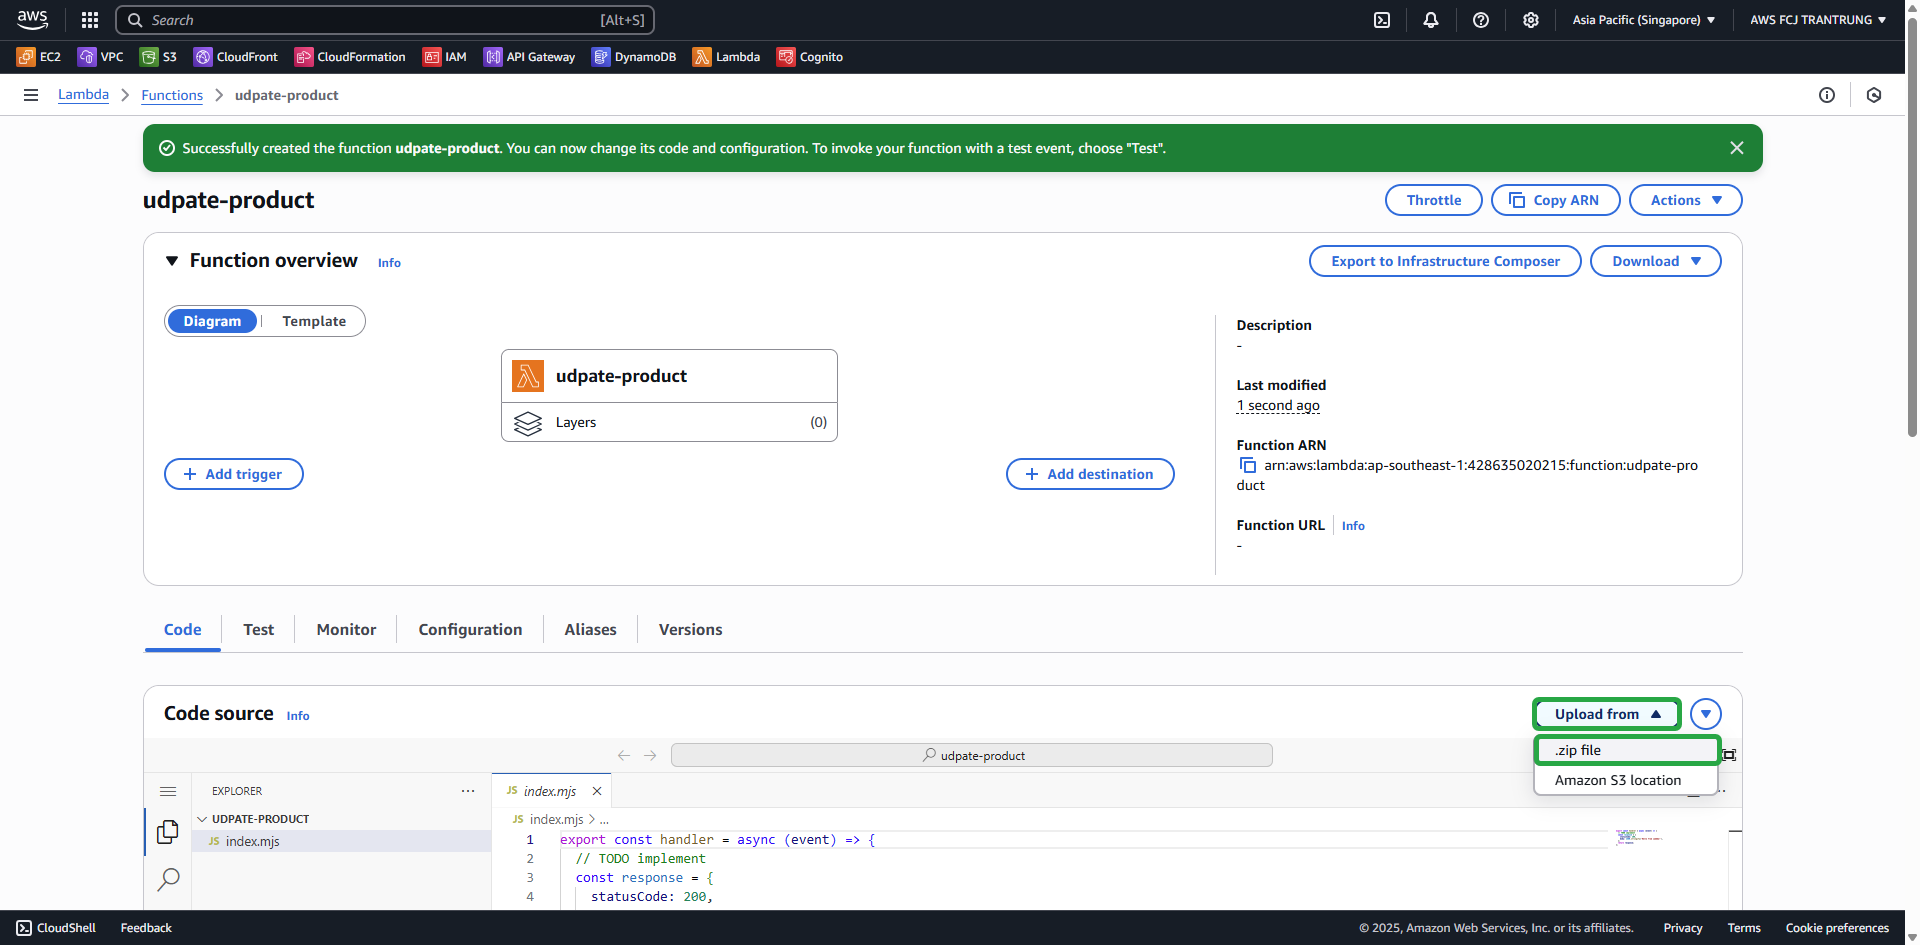 aws
Search [Alt+S]
Asia Pacific (Singapore)
AWS FCJ TRANTRUNG
EC2 VPC S3 CloudFront CloudFormation IAM API Gateway DynamoDB Lambda Cognito
Lambda Functions udpate-product
Successfully created the function udpate-product. You can now change its code and configuration. To invoke your function with a test event, choose "Test".
udpate-product
Throttle Copy ARN Actions
Function overview Info
Export to Infrastructure Composer Download
Diagram Template
udpate-product
Layers (0)
+ Add trigger
+ Add destination
Description
-
Last modified
1 second ago
Function ARN
arn:aws:lambda:ap-southeast-1:428635020215:function:udpate-pro
duct
Function URL Info
-
Code Test Monitor Configuration Aliases Versions
Code source Info
Upload from
.zip file
Amazon S3 location
udpate-product
EXPLORER ...
UDPATE-PRODUCT
JS index.mjs
JS index.mjs
JS index.mjs > ...
1 export const handler = async (event) => {
2 // TODO implement
3 const response = {
4 statusCode: 200,
CloudShell Feedback
© 2025, Amazon Web Services, Inc. or its affiliates. Privacy Terms Cookie preferences